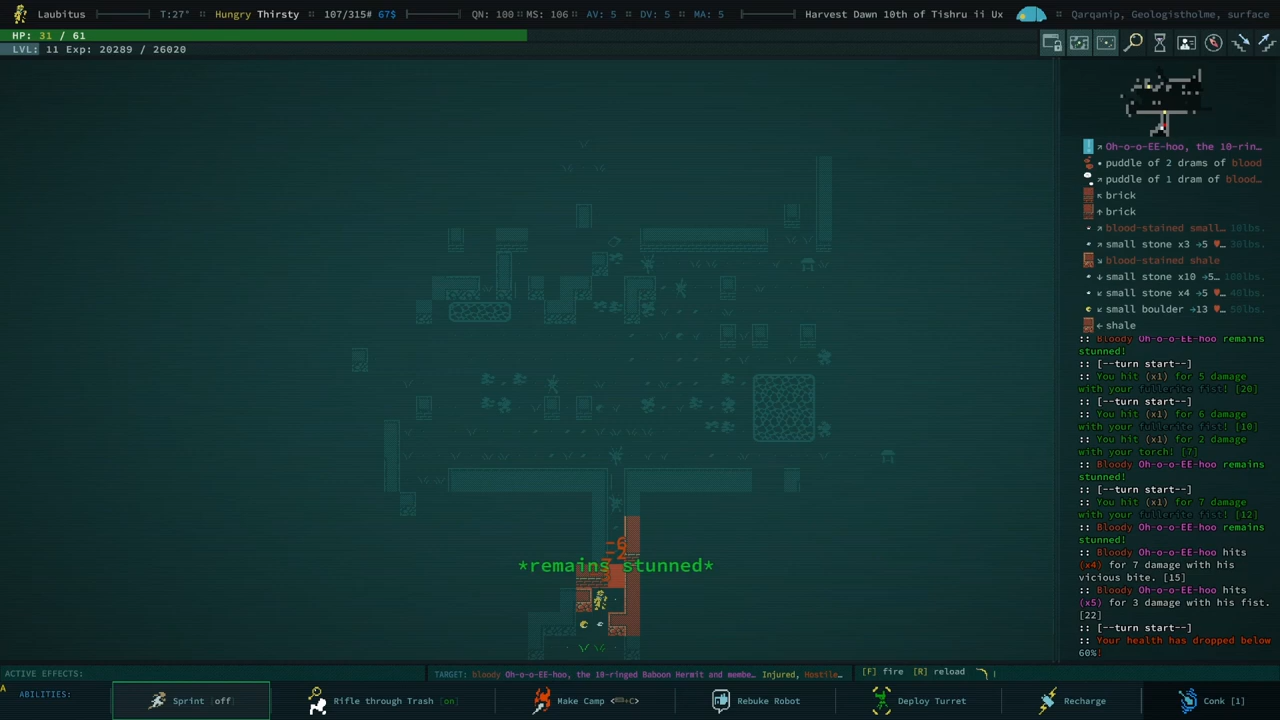 Laubitus T:27° :: Hungry Thirsty :: 107/315# 67$ QN: 100 :: MS: 106 :: AV: 5 :: DV: 5 :: MA: 5 Harvest Dawn 10th of Tishru ii Ux :: Qarqanip, Geologistholme, surface
HP: 31 / 61
LVL: 11 Exp: 20289 / 26020
Oh-o-o-EE-hoo, the 10-rin…
puddle of 2 drams of blood
puddle of 1 dram of blood…
brick
brick
blood-stained small… 10lbs.
small stone x3 →5 ♥… 30lbs.
blood-stained shale
small stone x10 →5… 100lbs.
small stone x4 →5 ♥… 40lbs.
small boulder →13 ♥… 50lbs.
shale
:: Bloody Oh-o-o-EE-hoo remains
stunned!
:: [--turn start--]
:: You hit (x1) for 5 damage
with your fullerite fist! [20]
:: [--turn start--]
:: You hit (x1) for 6 damage
with your fullerite fist! [10]
:: You hit (x1) for 2 damage
with your torch! [7]
:: Bloody Oh-o-o-EE-hoo remains
stunned!
:: [--turn start--]
:: You hit (x1) for 7 damage
with your fullerite fist! [12]
:: Bloody Oh-o-o-EE-hoo remains
stunned!
:: Bloody Oh-o-o-EE-hoo hits
(x4) for 7 damage with his
vicious bite. [15]
:: Bloody Oh-o-o-EE-hoo hits
(x5) for 3 damage with his fist.
[22]
:: [--turn start--]
:: Your health has dropped below
60%!
-6
*remains stunned*
ACTIVE EFFECTS:
TARGET: bloody Oh-o-o-EE-hoo, the 10-ringed Baboon Hermit and membe… Injured, Hostile…
[F] fire [R] reload
A ABILITIES:
Sprint [off]
Rifle through Trash [on]
Make Camp <C>
Rebuke Robot
Deploy Turret
Recharge
Conk [1]